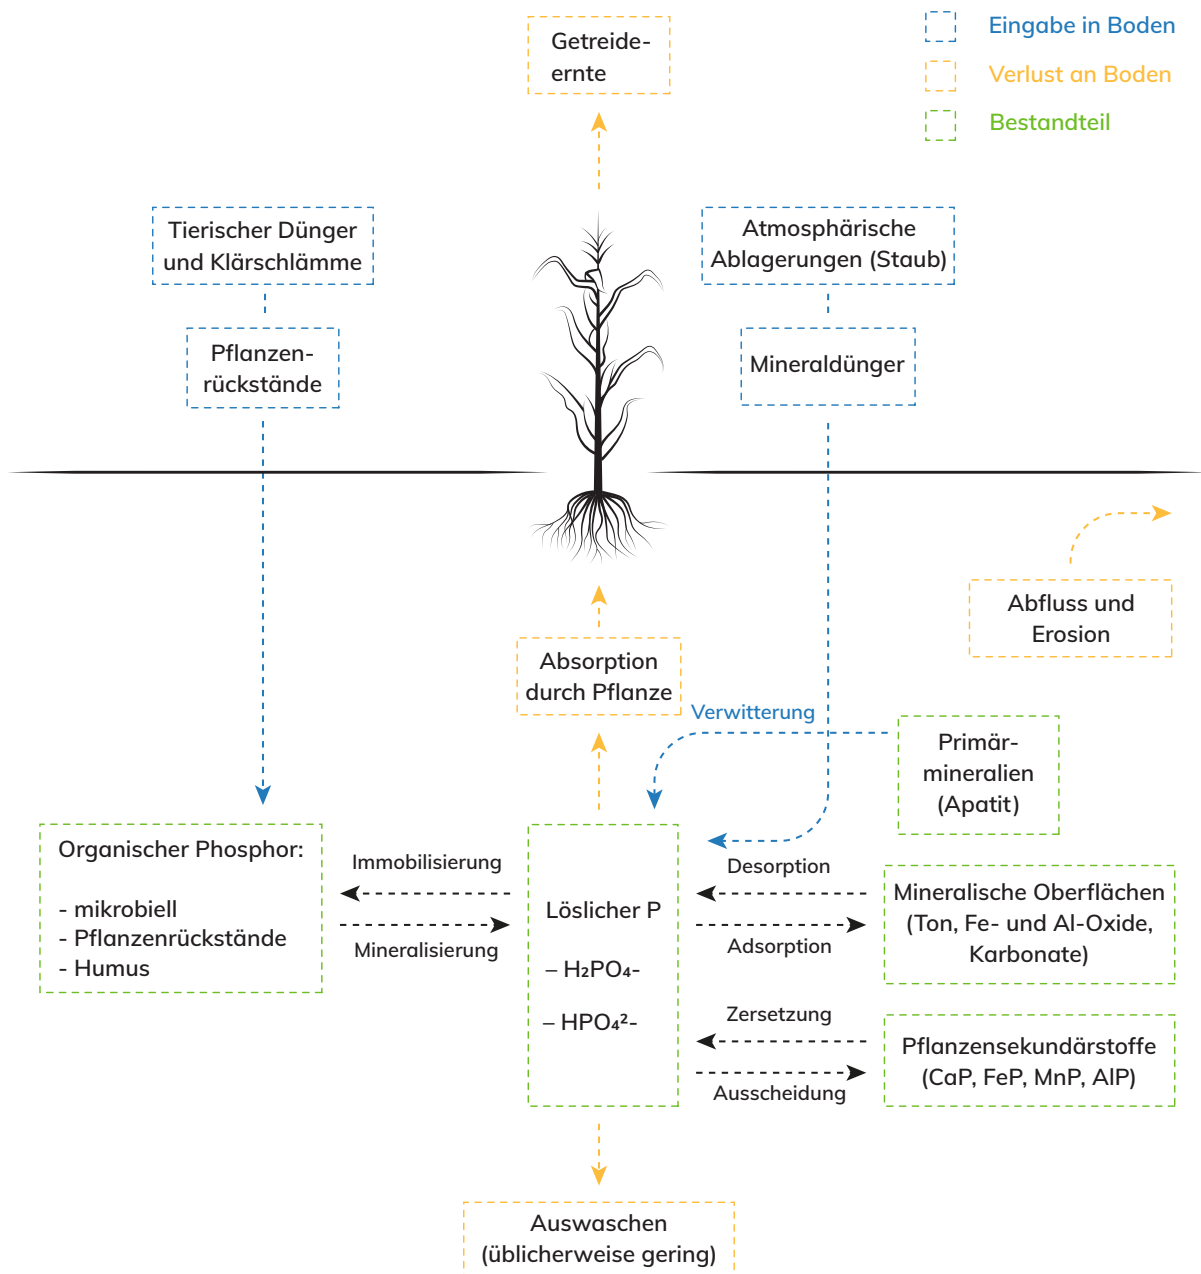 Eingabe in Boden
Verlust an Boden
Bestandteil
Getreide-
ernte
Tierischer Dünger
und Klärschlämme
Atmosphärische
Ablagerungen (Staub)
Pflanzen-
rückstände
Mineraldünger
Abfluss und
Erosion
Absorption
durch Pflanze
Verwitterung
Primär-
mineralien
(Apatit)
Organischer Phosphor:
- mikrobiell
- Pflanzenrückstände
- Humus
Immobilisierung
Mineralisierung
Löslicher P
– H₂PO₄-
– HPO₄²-
Desorption
Adsorption
Mineralische Oberflächen
(Ton, Fe- und Al-Oxide,
Karbonate)
Zersetzung
Ausscheidung
Pflanzensekundärstoffe
(CaP, FeP, MnP, AlP)
Auswaschen
(üblicherweise gering)